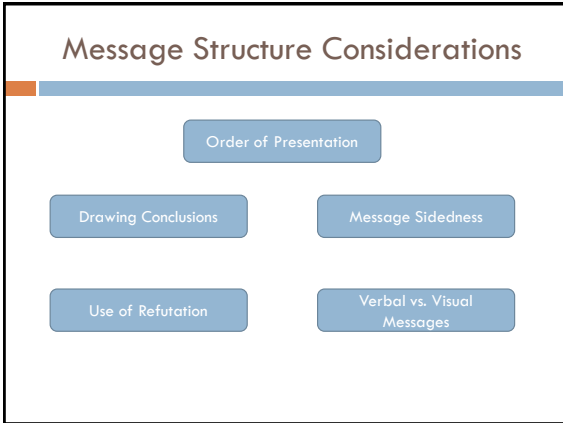 Message Structure Considerations
Order of Presentation
Drawing Conclusions
Message Sidedness
Use of Refutation
Verbal vs. Visual
Messages